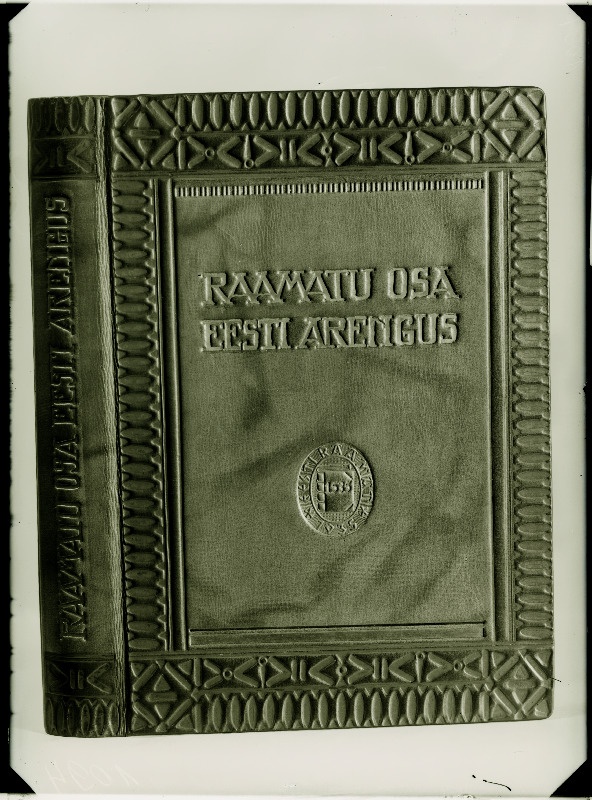 RAAMATU OSA
EESTI ARENGUS
1535
RAAMATU OSA EESTI ARENGUS